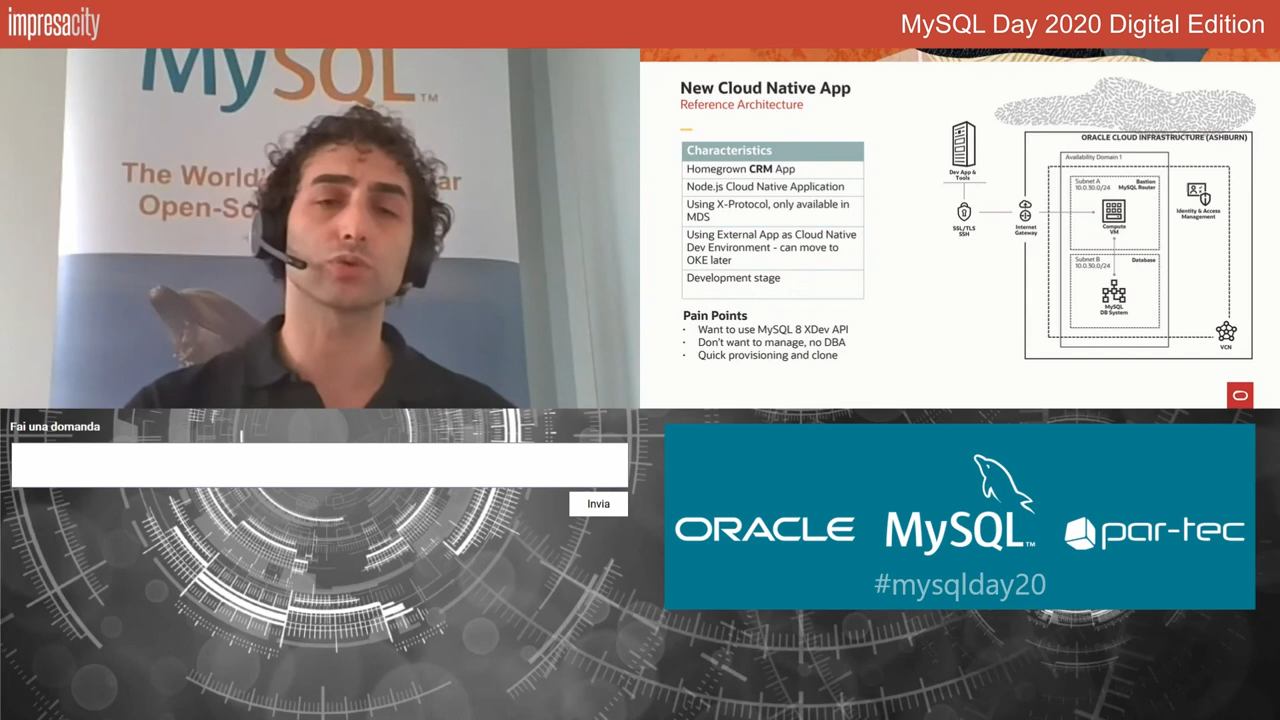 impresacity
MySQL Day 2020 Digital Edition
MySQL™
The World'
ar
Open-So
New Cloud Native App
Reference Architecture
Characteristics
Homegrown CRM App
Node.js Cloud Native Application
Using X-Protocol, only available in
MDS
Using External App as Cloud Native
Dev Environment - can move to
OKE later
Development stage
Pain Points
· Want to use MySQL 8 XDev API
· Don't want to manage, no DBA
· Quick provisioning and clone
ORACLE CLOUD INFRASTRUCTURE (ASHBURN)
Availability Domain 1
Dev App &
Tools
SSL/TLS
SSH
Internet
Gateway
Subnet A
10.0.30.0/24
Bastion
MySQL Router
Compute
VM
Identity & Access
Management
Subnet B
10.0.30.0/24
Database
MySQL
DB System
VCN
Fai una domanda
Invia
ORACLE
MySQL™
par-tec
#mysqlday20